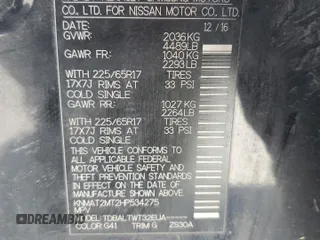 CO. LTD. FOR NISSAN MOTOR CO., LTD.
DATE: 12/16
GVWR: 2036KG
4489LB
GAWR FR: 1040KG
2293LB
WITH 225/65R17 TIRES
17X7J RIMS AT 33 PSI
COLD SINGLE
GAWR RR: 1027KG
2264LB
WITH 225/65R17 TIRES
17X7J RIMS AT 33 PSI
COLD SINGLE
THIS VEHICLE CONFORMS TO ALL
APPLICABLE FEDERAL MOTOR
VEHICLE SAFETY AND THEFT
PREVENTION STANDARDS IN EFFECT
ON THE DATE OF MANUFACTURE
SHOWN ABOVE.
KNMAT2MT2HP534275
MPV
MODEL TDBALTWT32EUA
COLOR G41 TRIM G ZS30A